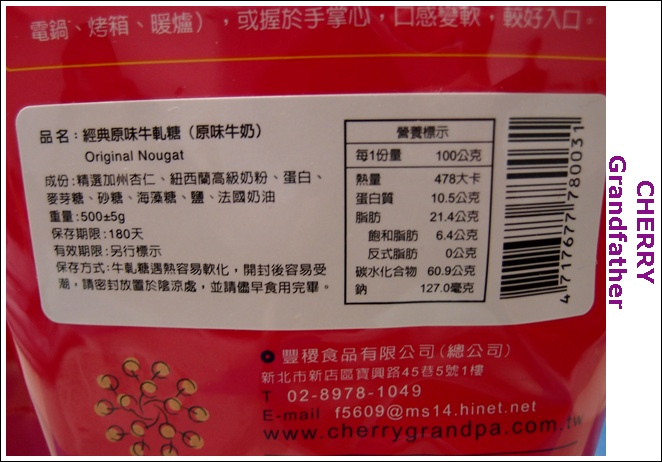 電鍋、烤箱、暖爐），或握於手掌心，口感變軟，較好入口。
品名：經典原味牛軋糖（原味牛奶）
Original Nougat
成份：精選加州杏仁、紐西蘭高級奶粉、蛋白、
麥芽糖、砂糖、海藻糖、鹽、法國奶油
重量：500±5g
保存期限：180天
有效期限：另行標示
保存方式：牛軋糖遇熱容易軟化，開封後容易受
潮，請密封放置於陰涼處，並請儘早食用完畢。
營養標示
每1份量 100公克
熱量 478大卡
蛋白質 10.5公克
脂肪 21.4公克
飽和脂肪 6.4公克
反式脂肪 0公克
碳水化合物 60.9公克
鈉 127.0毫克
4 717677 780031
豐稷食品有限公司（總公司）
新北市新店區寶興路45巷5號1樓
T 02-8978-1049
E-mail f5609@ms14.hinet.net
www.cherrygrandpa.com.tw
CHERRY
Grandfather